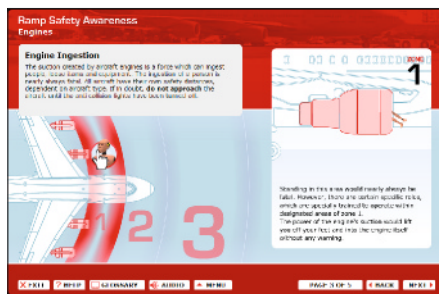 Ramp Safety Awareness
Engines
Engine Ingestion
The suction created by aircraft engines is a force which can ingest
people, loose items and equipment. The ingestion of a person is
nearly always fatal. All aircraft have their own safety distances,
dependent on aircraft type. If in doubt, do not approach the
aircraft until the anti collision lights have been turned off.
ZONE
1
1 2 3
Standing in this area would nearly always be
fatal. However, there are certain specific roles,
which are specially trained to operate within
designated areas of zone 1.
The power of the engine's suction would lift
you off your feet and into the engine itself
without any warning.
EXIT ? HELP GLOSSARY AUDIO MENU PAGE 3 OF 5 BACK NEXT